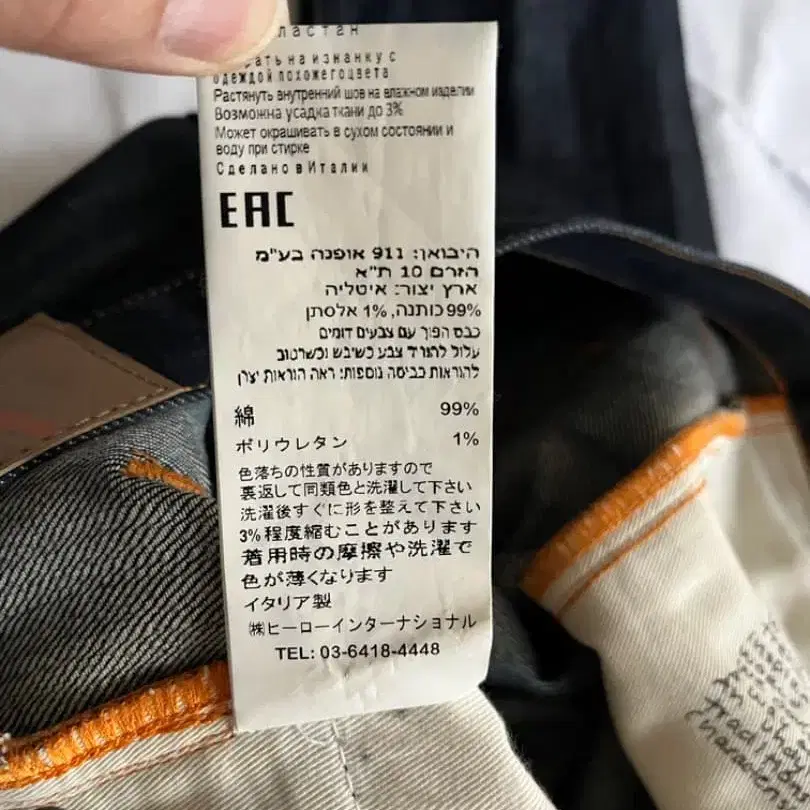 ластан
рать на изнанку с
одеждой похожегоцвета
Растянуть внутренний шов на влажном изделии
Возможна усадка ткани до 3%
Может окрашивать в сухом состоянии и
воду при стирке
Сделано в Италии
EAC
היבואן: 911 אופנה בע"מ
הזרם 10 ת"א
ארץ יצור: איטליה
99% כותנה, 1% אלסתן
כבס הפוך עם צבעים דומים
עלול להוריד צבע כשיבש וכשרטוב
להוראות כביסה נוספות: ראה הוראות יצרן
綿 99%
ポリウレタン 1%
色落ちの性質がありますので
裏返して同類色と洗濯して下さい
洗濯後すぐに形を整えて下さい
3%程度縮むことがあります
着用時の摩擦や洗濯で
色が薄くなります
イタリア製
㈱ヒーローインターナショナル
TEL: 03-6418-4448